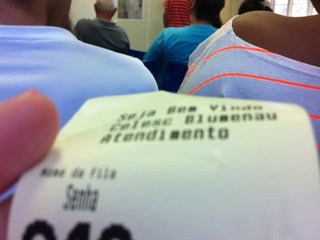 Seja Bem Vindo
Celesc Blumenau
Atendimento
Nome da Fila
Senha